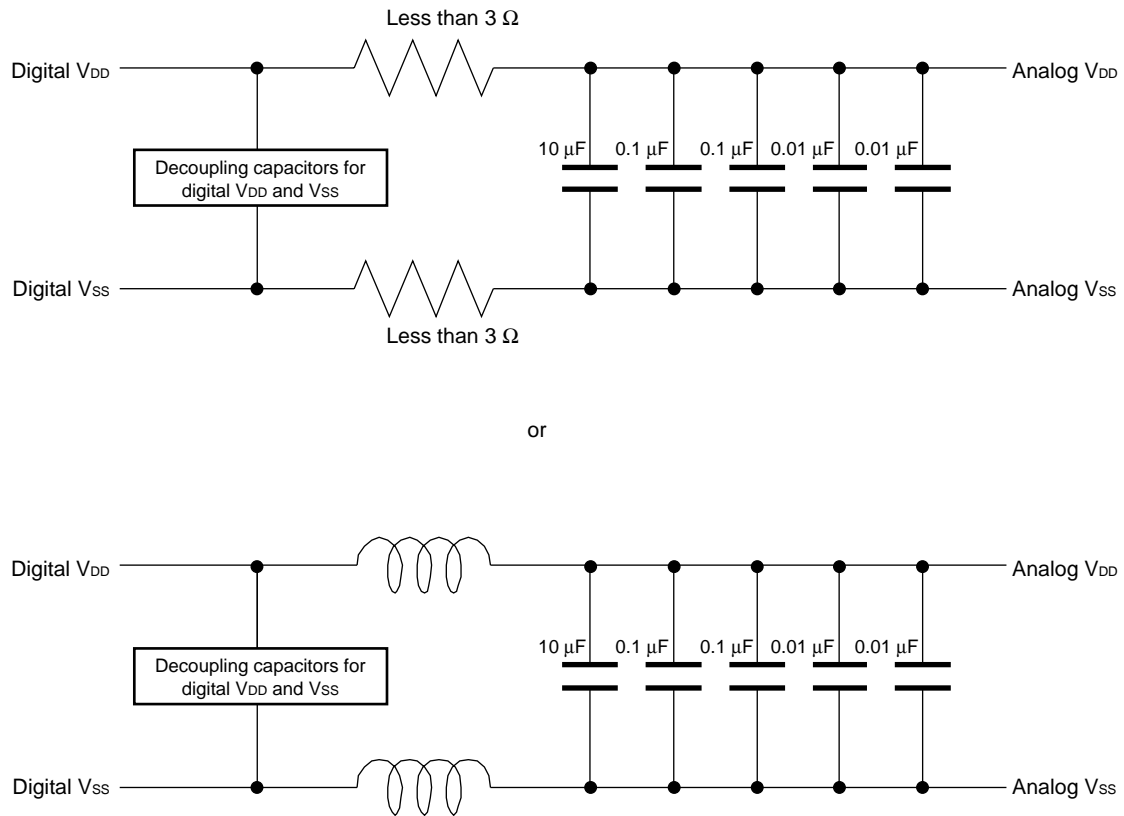 Less than 3 Ω
Digital VDD
Analog VDD
Decoupling capacitors for
digital VDD and VSS
10 μF
0.1 μF
0.1 μF
0.01 μF
0.01 μF
Digital VSS
Analog VSS
Less than 3 Ω
or
Digital VDD
Analog VDD
Decoupling capacitors for
digital VDD and VSS
10 μF
0.1 μF
0.1 μF
0.01 μF
0.01 μF
Digital VSS
Analog VSS